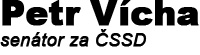 Petr Vícha
senátor za ČSSD